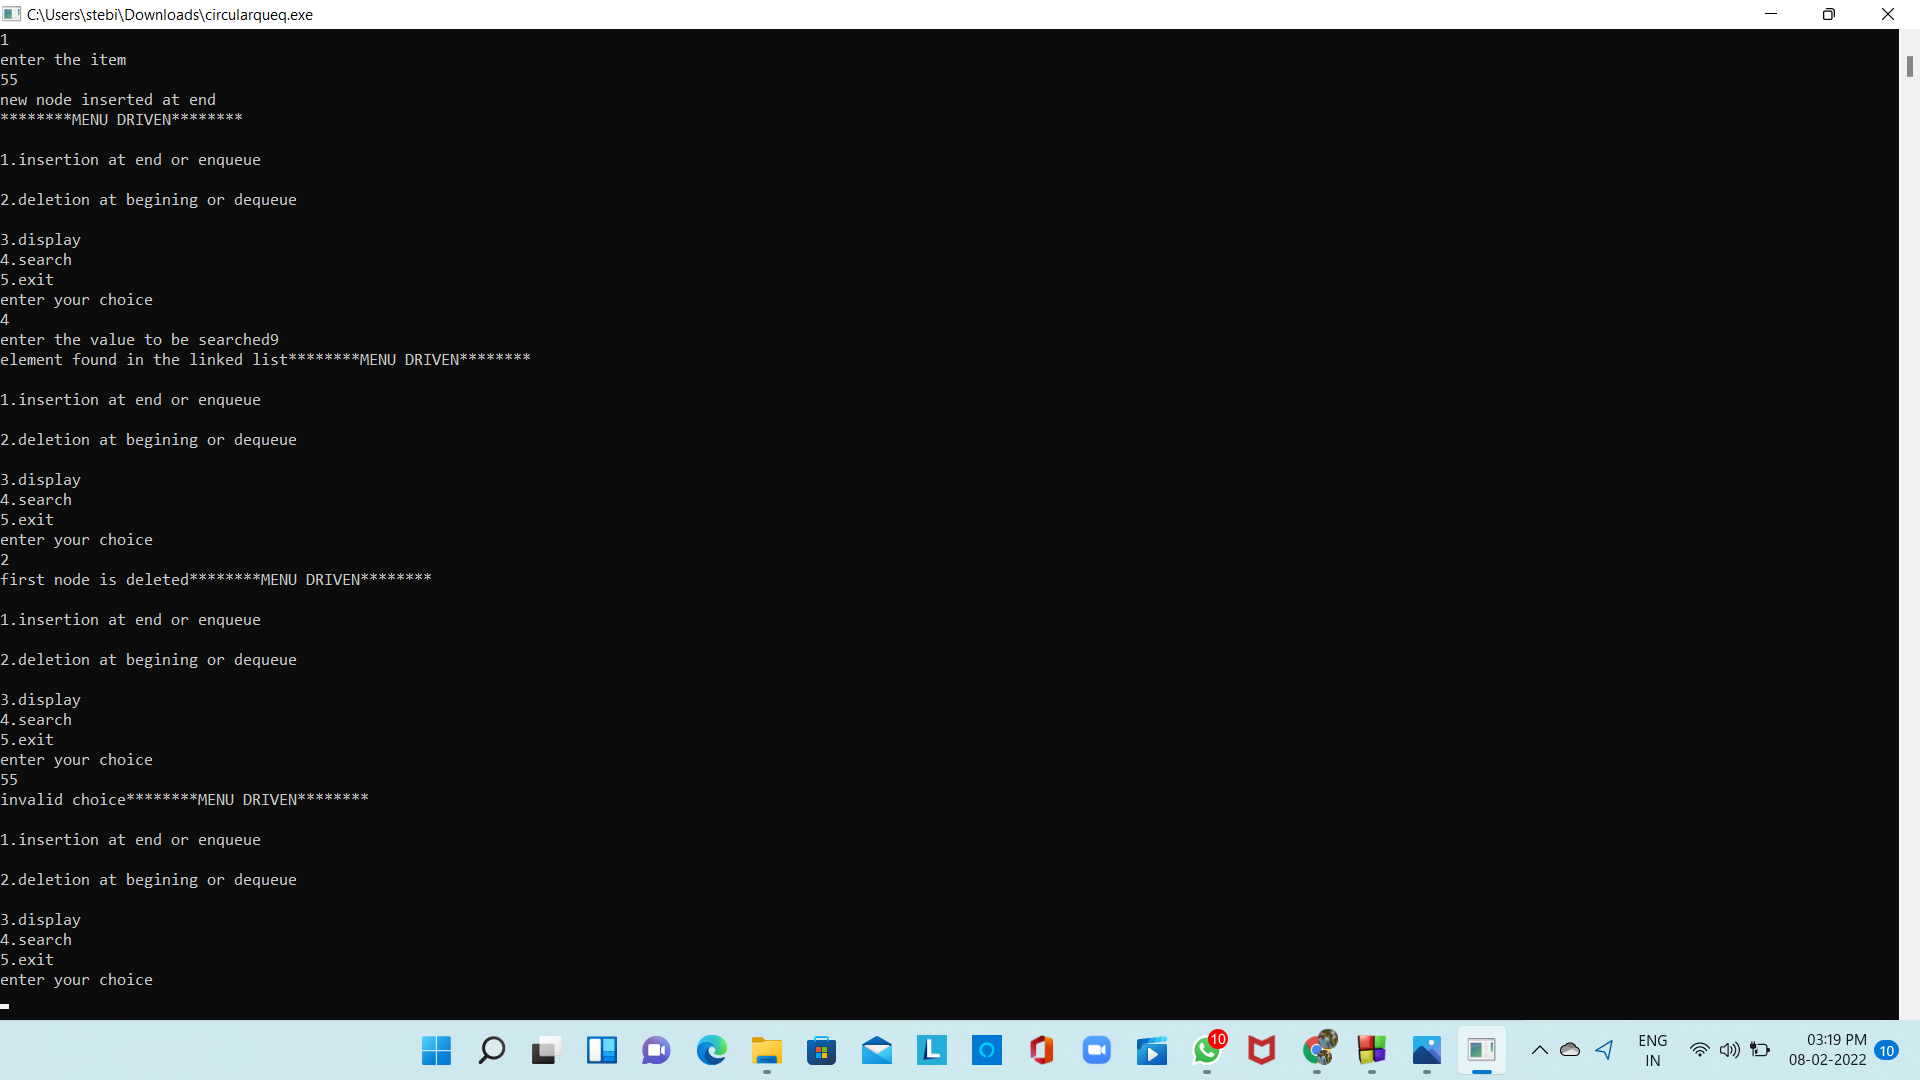 C:\Users\stebi\Downloads\circularqueq.exe
1
enter the item
55
new node inserted at end
********MENU DRIVEN********
1.insertion at end or enqueue
2.deletion at begining or dequeue
3.display
4.search
5.exit
enter your choice
4
enter the value to be searched9
element found in the linked list********MENU DRIVEN********
1.insertion at end or enqueue
2.deletion at begining or dequeue
3.display
4.search
5.exit
enter your choice
2
first node is deleted********MENU DRIVEN********
1.insertion at end or enqueue
2.deletion at begining or dequeue
3.display
4.search
5.exit
enter your choice
55
invalid choice********MENU DRIVEN********
1.insertion at end or enqueue
2.deletion at begining or dequeue
3.display
4.search
5.exit
enter your choice
L
10
ENG
IN
03:19 PM
08-02-2022
10